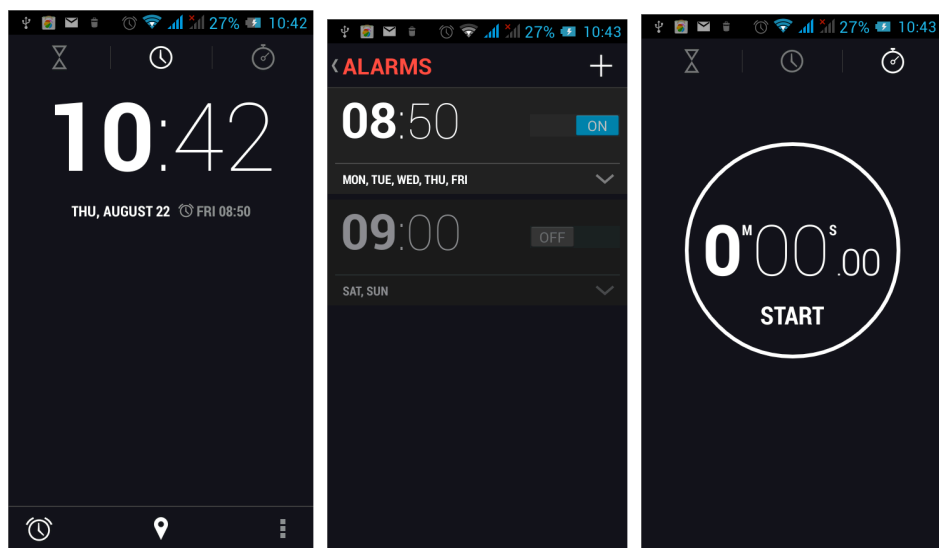 27% 10:42
10:42
THU, AUGUST 22 FRI 08:50
27% 10:43
ALARMS
08:50
ON
MON, TUE, WED, THU, FRI
09:00
OFF
SAT, SUN
27% 10:43
0 M 00 S .00
START